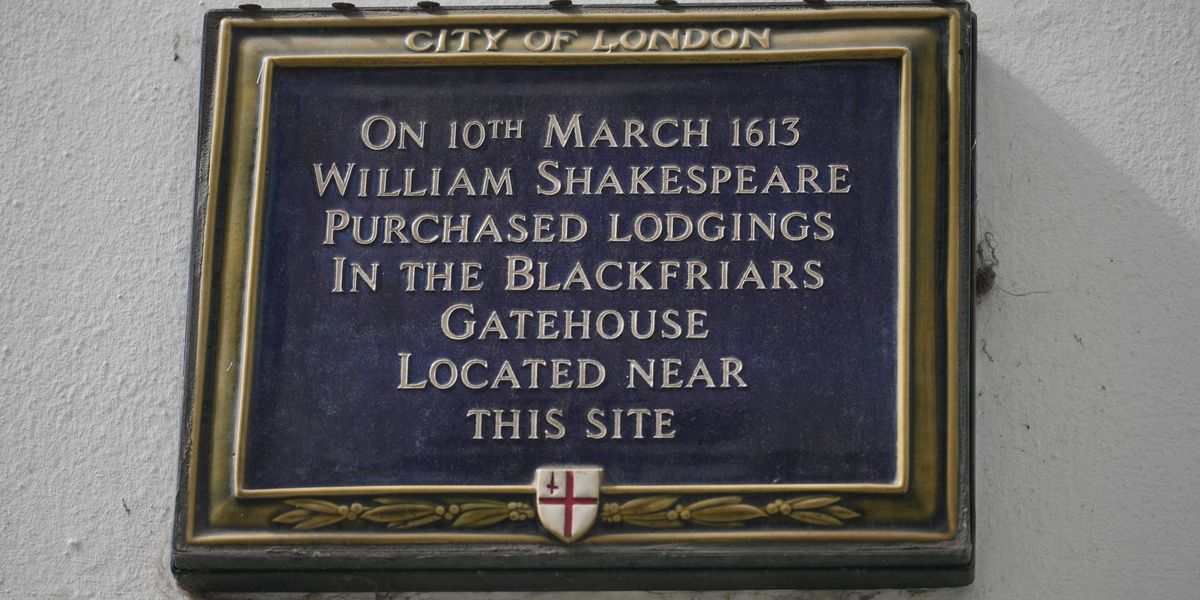 CITY OF LONDON
ON 10TH MARCH 1613
WILLIAM SHAKESPEARE
PURCHASED LODGINGS
IN THE BLACKFRIARS
GATEHOUSE
LOCATED NEAR
THIS SITE